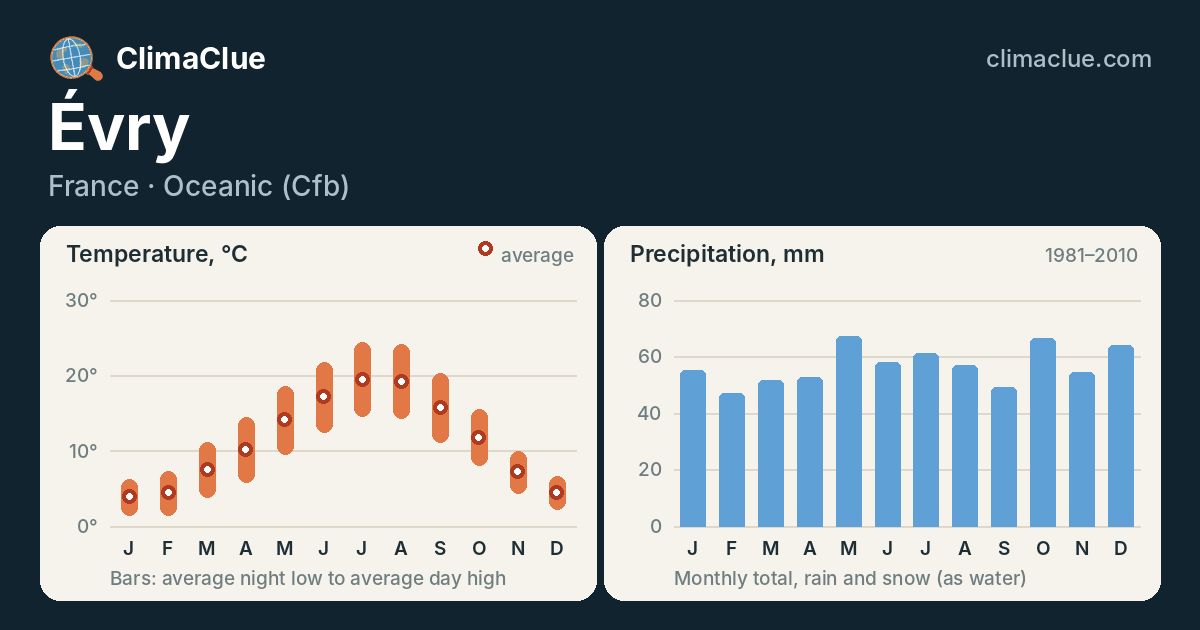 ClimaClue
climaclue.com
Évry
France · Oceanic (Cfb)
Temperature, °C
average
30°
20°
10°
0°
J F M A M J J A S O N D
Bars: average night low to average day high
Precipitation, mm
1981–2010
80
60
40
20
0
J F M A M J J A S O N D
Monthly total, rain and snow (as water)